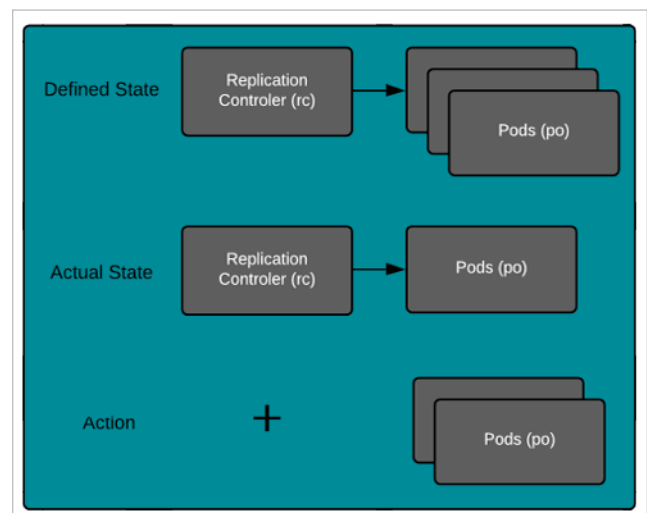 Defined State
Replication
Controler (rc)
Pods (po)
Actual State
Replication
Controler (rc)
Pods (po)
Action
+
Pods (po)